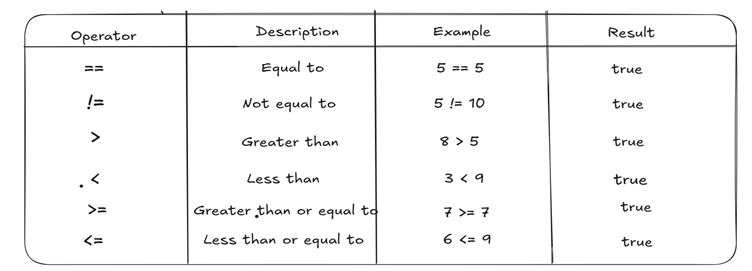 Operator Description Example Result
== Equal to 5 == 5 true
!= Not equal to 5 != 10 true
> Greater than 8 > 5 true
< Less than 3 < 9 true
>= Greater than or equal to 7 >= 7 true
<= Less than or equal to 6 <= 9 true